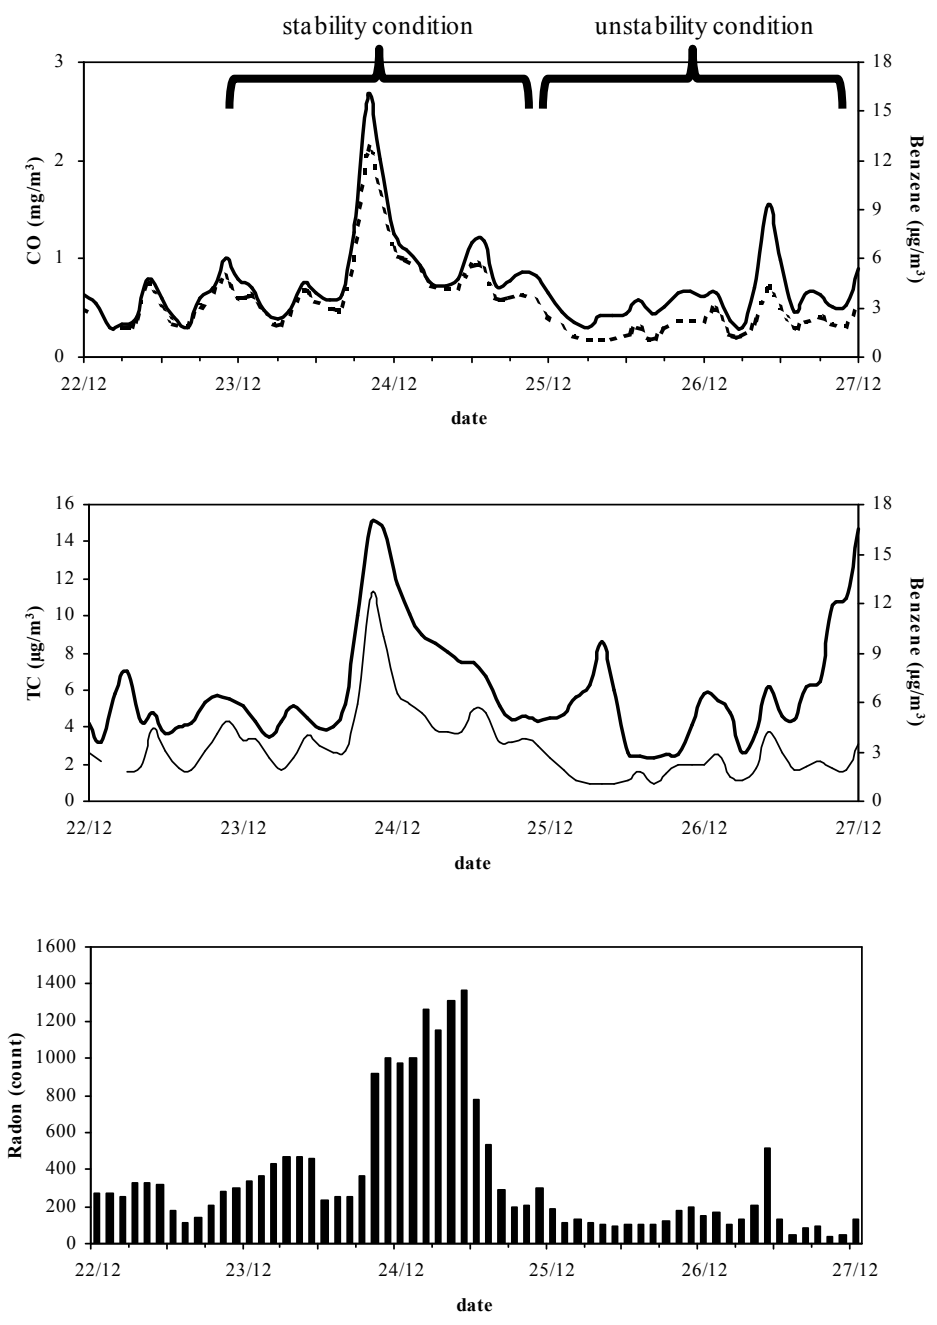 stability condition unstability condition
3 18
15
2 12
CO (mg/m³) Benzene (µg/m³)
9
1 6
3
0 0
22/12 23/12 24/12 25/12 26/12 27/12
date
16 18
14
15
12
12
10
TC (µg/m³) Benzene (µg/m³)
8 9
6
6
4
3
2
0 0
22/12 23/12 24/12 25/12 26/12 27/12
date
1600
1400
1200
1000
Radon (count)
800
600
400
200
0
22/12 23/12 24/12 25/12 26/12 27/12
date